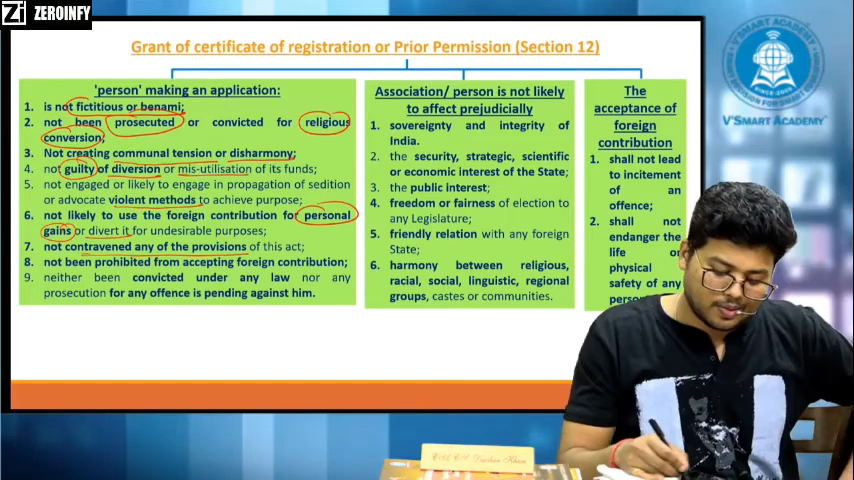 Zi ZEROINFY
Grant of certificate of registration or Prior Permission (Section 12)
'person' making an application:
1. is not fictitious or benami;
2. not been prosecuted or convicted for religious
conversion;
3. Not creating communal tension or disharmony;
4. not guilty of diversion or mis-utilisation of its funds;
5. not engaged or likely to engage in propagation of sedition
or advocate violent methods to achieve purpose;
6. not likely to use the foreign contribution for personal
gains or divert it for undesirable purposes;
7. not contravened any of the provisions of this act;
8. not been prohibited from accepting foreign contribution;
9. neither been convicted under any law nor any
prosecution for any offence is pending against him.
Association/ person is not likely
to affect prejudicially
1. sovereignty and integrity of
India.
2. the security, strategic, scientific
or economic interest of the State;
3. the public interest;
4. freedom or fairness of election to
any Legislature;
5. friendly relation with any foreign
State;
6. harmony between religious,
racial, social, linguistic, regional
groups, castes or communities.
The
acceptance of
foreign
contribution
1. shall not lead
to incitement
of an
offence;
2. shall not
endanger the
life or
physical
safety of any
V'SMART ACADEMY
SINCE-2014
V'SMART ACADEMY